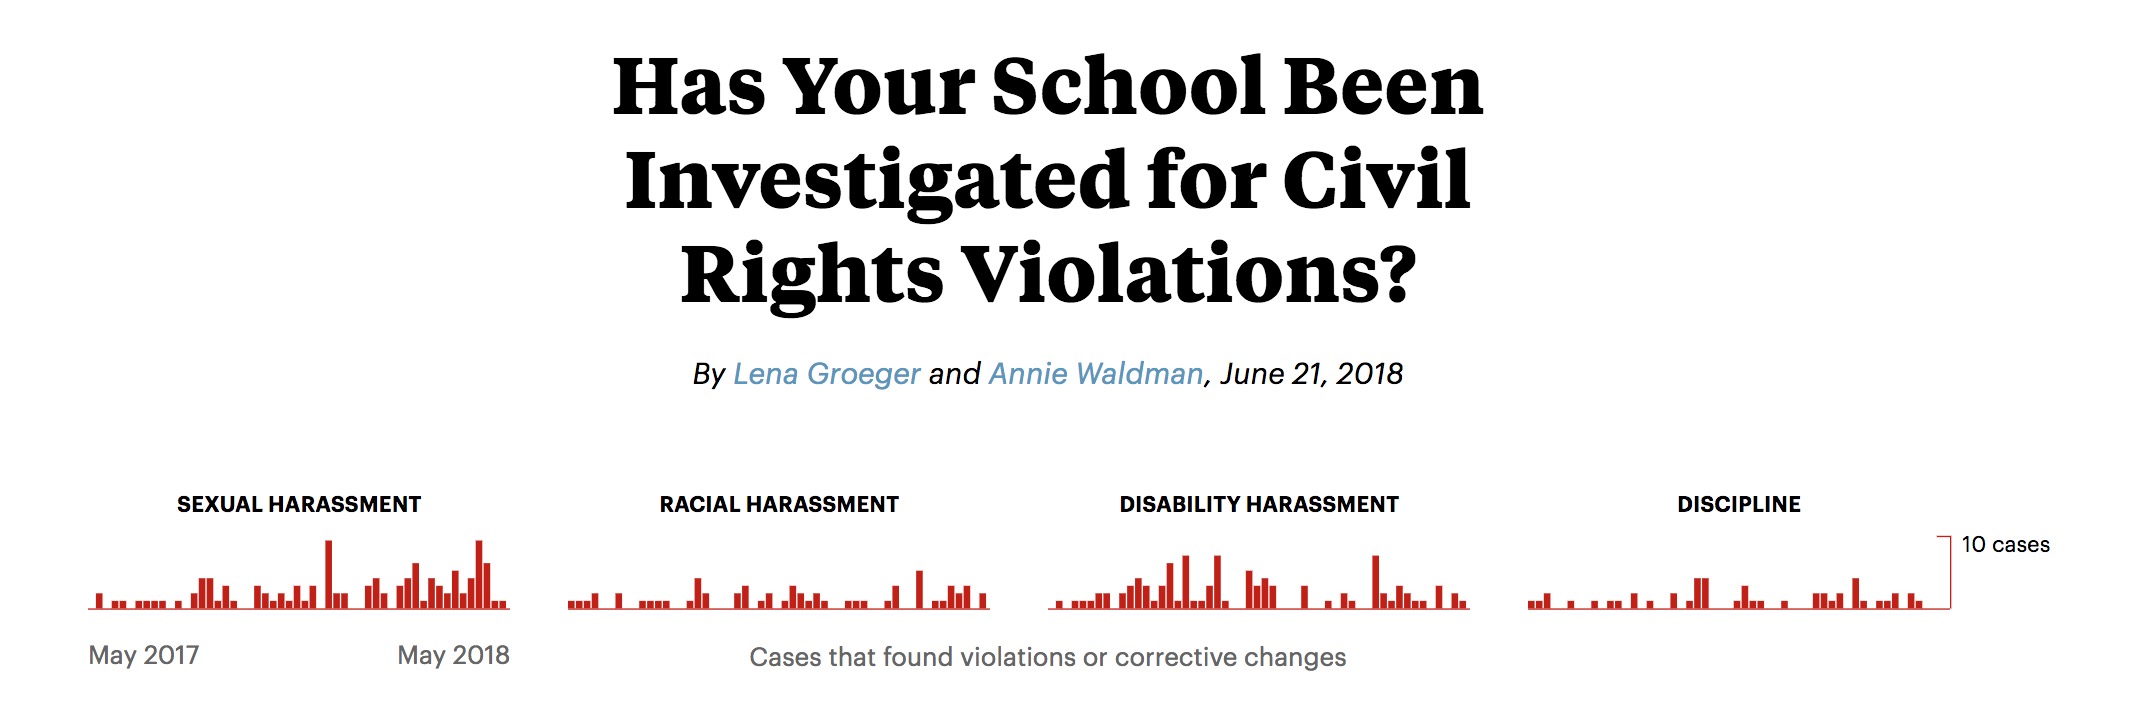 Has Your School Been
Investigated for Civil
Rights Violations?
By Lena Groeger and Annie Waldman, June 21, 2018
SEXUAL HARASSMENT
RACIAL HARASSMENT
DISABILITY HARASSMENT
DISCIPLINE
10 cases
May 2017
May 2018
Cases that found violations or corrective changes